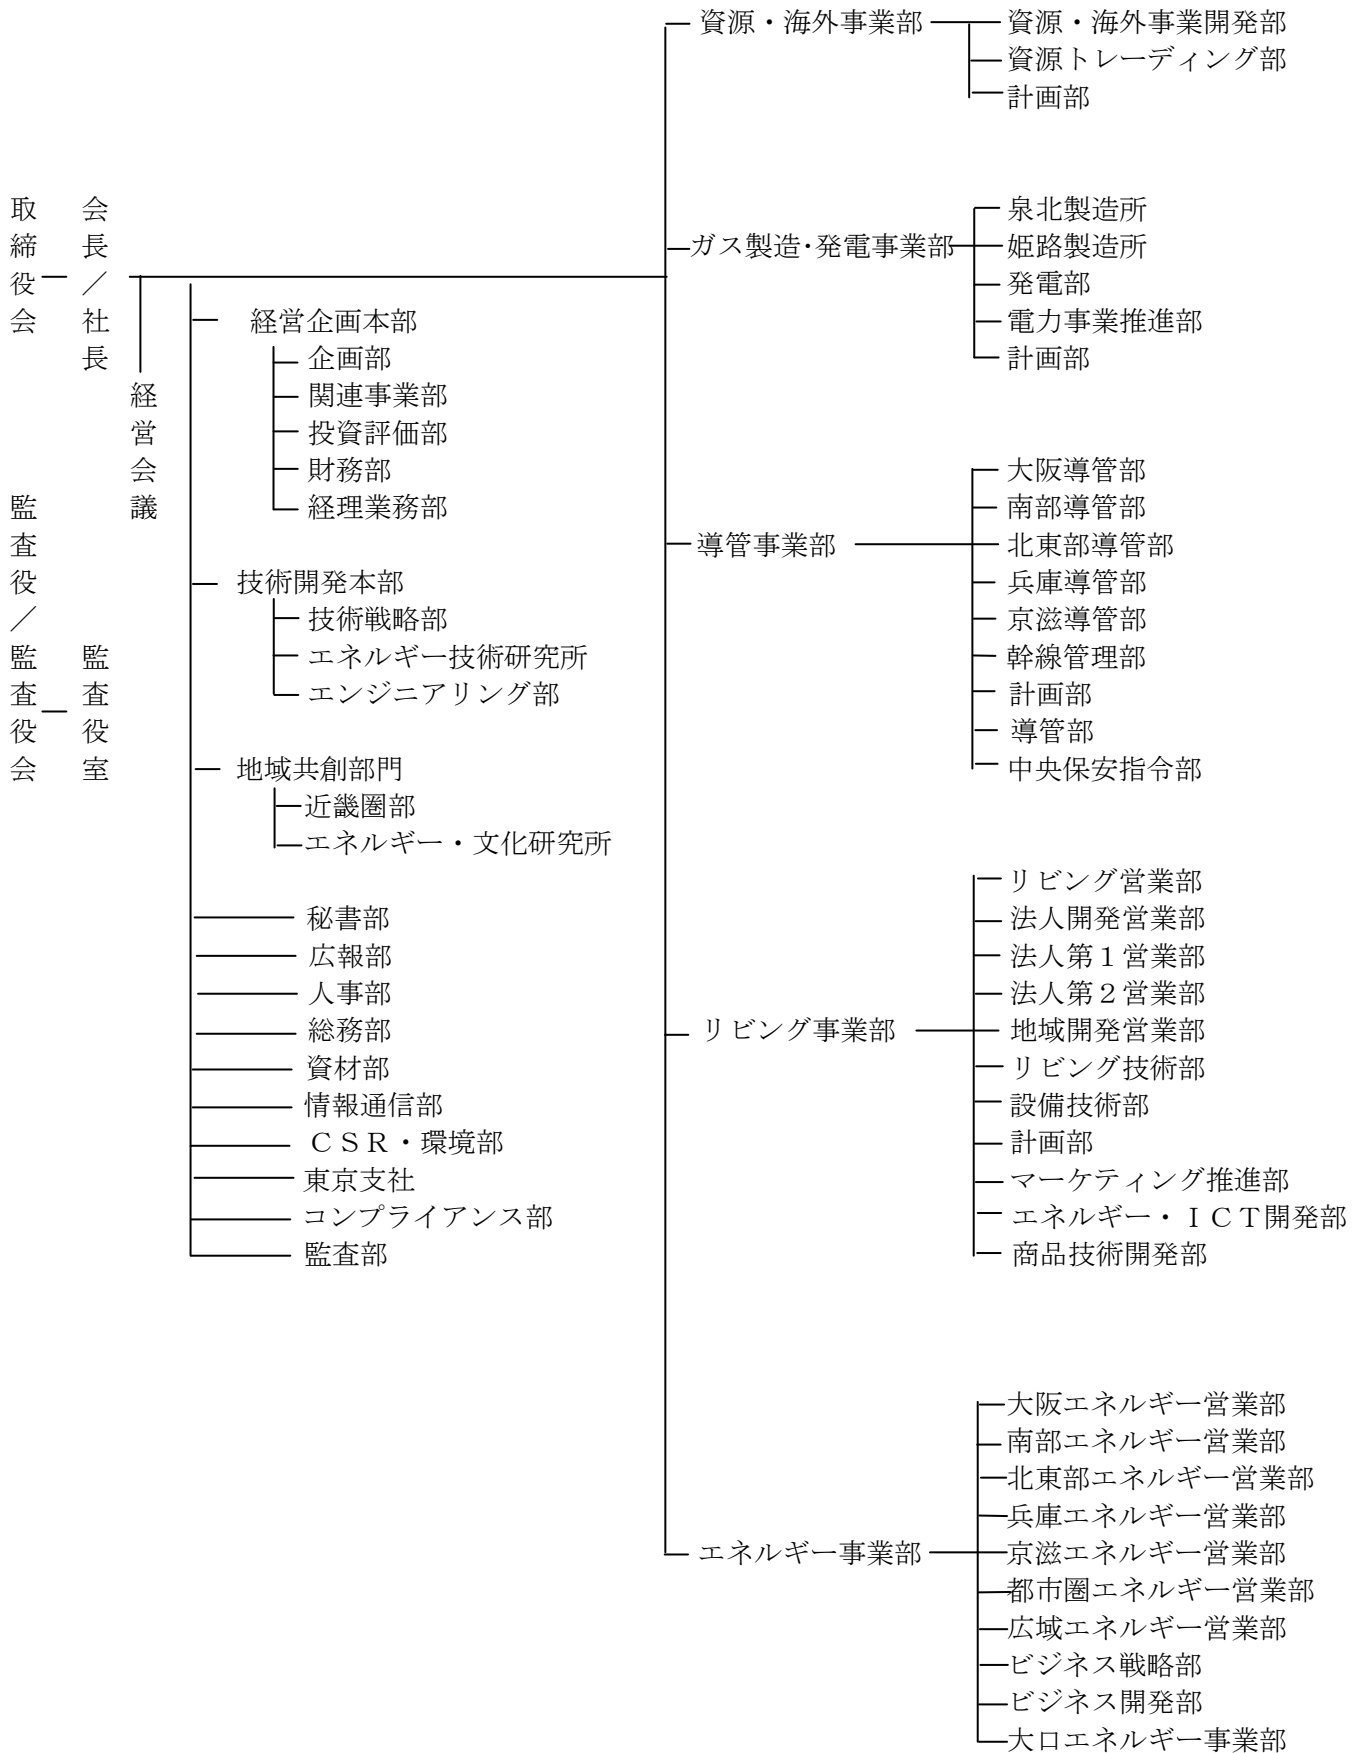 取締役会
会長／社長
経営会議
監査役／監査役会
監査役室
経営企画本部
企画部
関連事業部
投資評価部
財務部
経理業務部
技術開発本部
技術戦略部
エネルギー技術研究所
エンジニアリング部
地域共創部門
近畿圏部
エネルギー・文化研究所
秘書部
広報部
人事部
総務部
資材部
情報通信部
ＣＳＲ・環境部
東京支社
コンプライアンス部
監査部
資源・海外事業部
資源・海外事業開発部
資源トレーディング部
計画部
ガス製造・発電事業部
泉北製造所
姫路製造所
発電部
電力事業推進部
計画部
導管事業部
大阪導管部
南部導管部
北東部導管部
兵庫導管部
京滋導管部
幹線管理部
計画部
導管部
中央保安指令部
リビング事業部
リビング営業部
法人開発営業部
法人第１営業部
法人第２営業部
地域開発営業部
リビング技術部
設備技術部
計画部
マーケティング推進部
エネルギー・ＩＣＴ開発部
商品技術開発部
エネルギー事業部
大阪エネルギー営業部
南部エネルギー営業部
北東部エネルギー営業部
兵庫エネルギー営業部
京滋エネルギー営業部
都市圏エネルギー営業部
広域エネルギー営業部
ビジネス戦略部
ビジネス開発部
大口エネルギー事業部